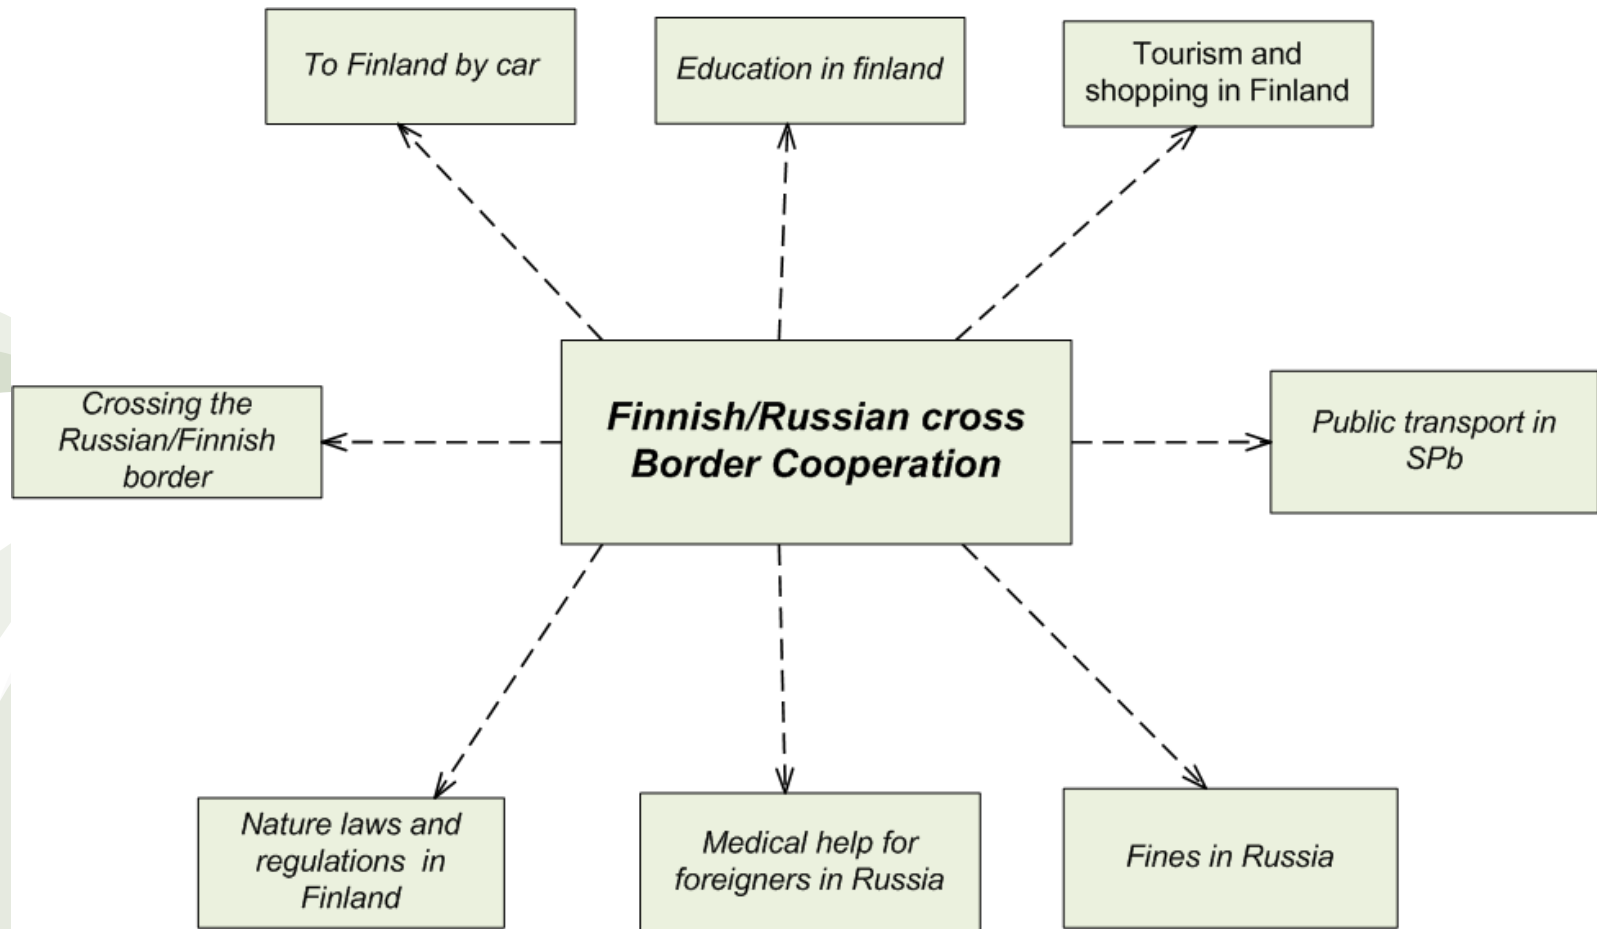 To Finland by car
Education in finland
Tourism and
shopping in Finland
Crossing the
Russian/Finnish
border
Finnish/Russian cross
Border Cooperation
Public transport in
SPb
Nature laws and
regulations in
Finland
Medical help for
foreigners in Russia
Fines in Russia